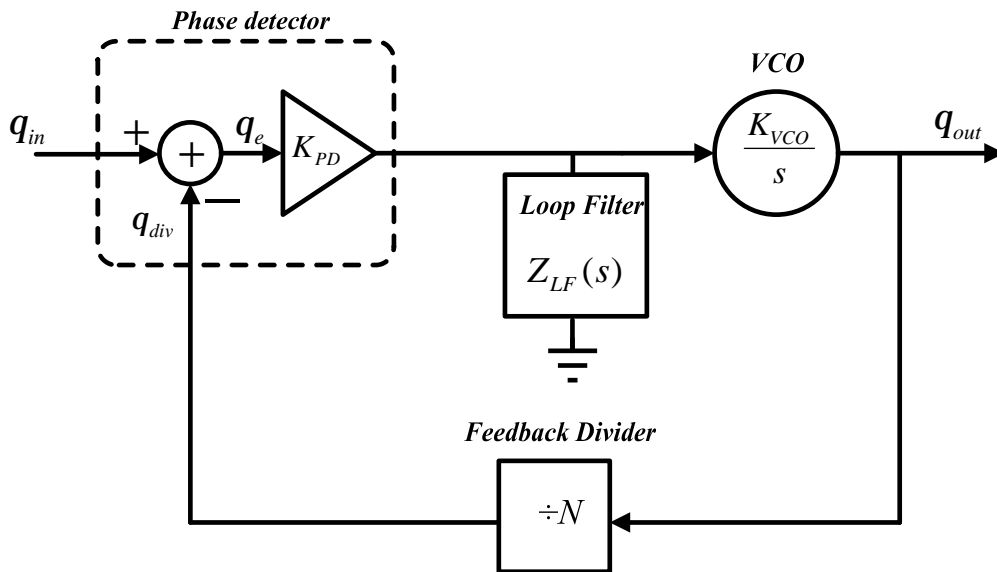 Phase detector
VCO
q_in
+
+
q_e
K_PD
K_VCO
s
q_out
−
q_div
Loop Filter
Z_LF(s)
Feedback Divider
÷N